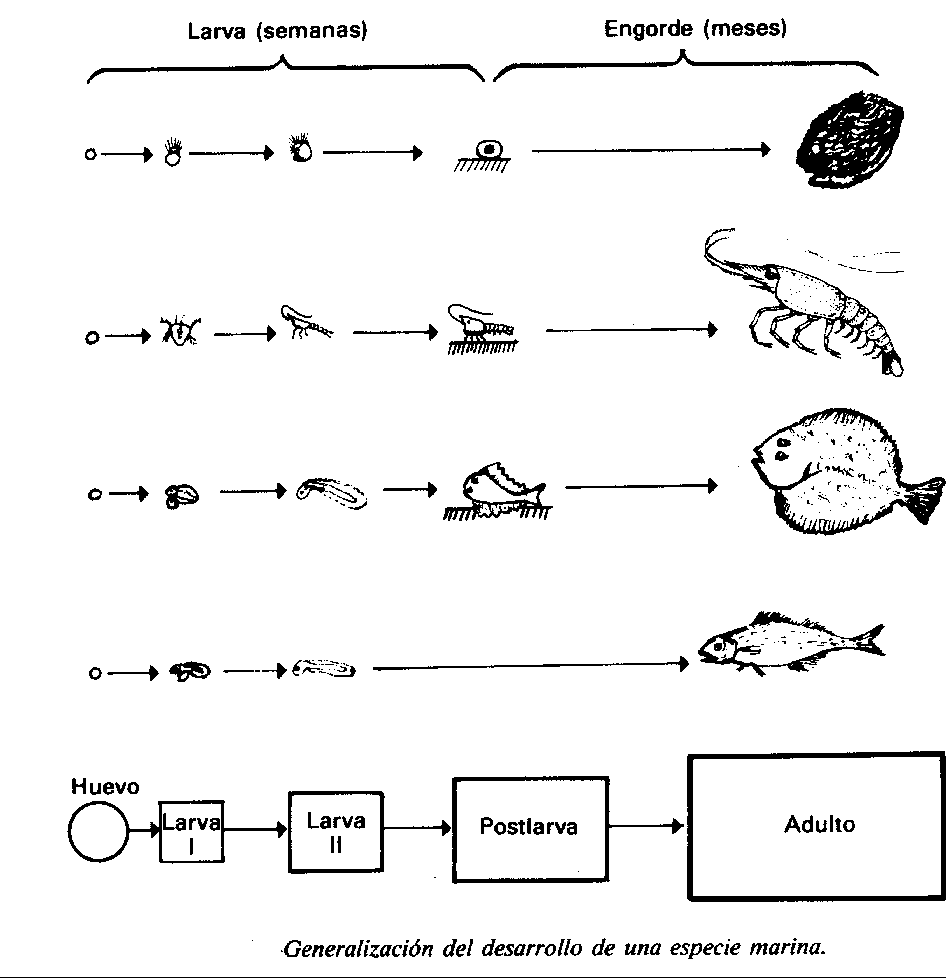 Larva (semanas)
Engorde (meses)
Huevo
Larva
I
Larva
II
Postlarva
Adulto
Generalización del desarrollo de una especie marina.